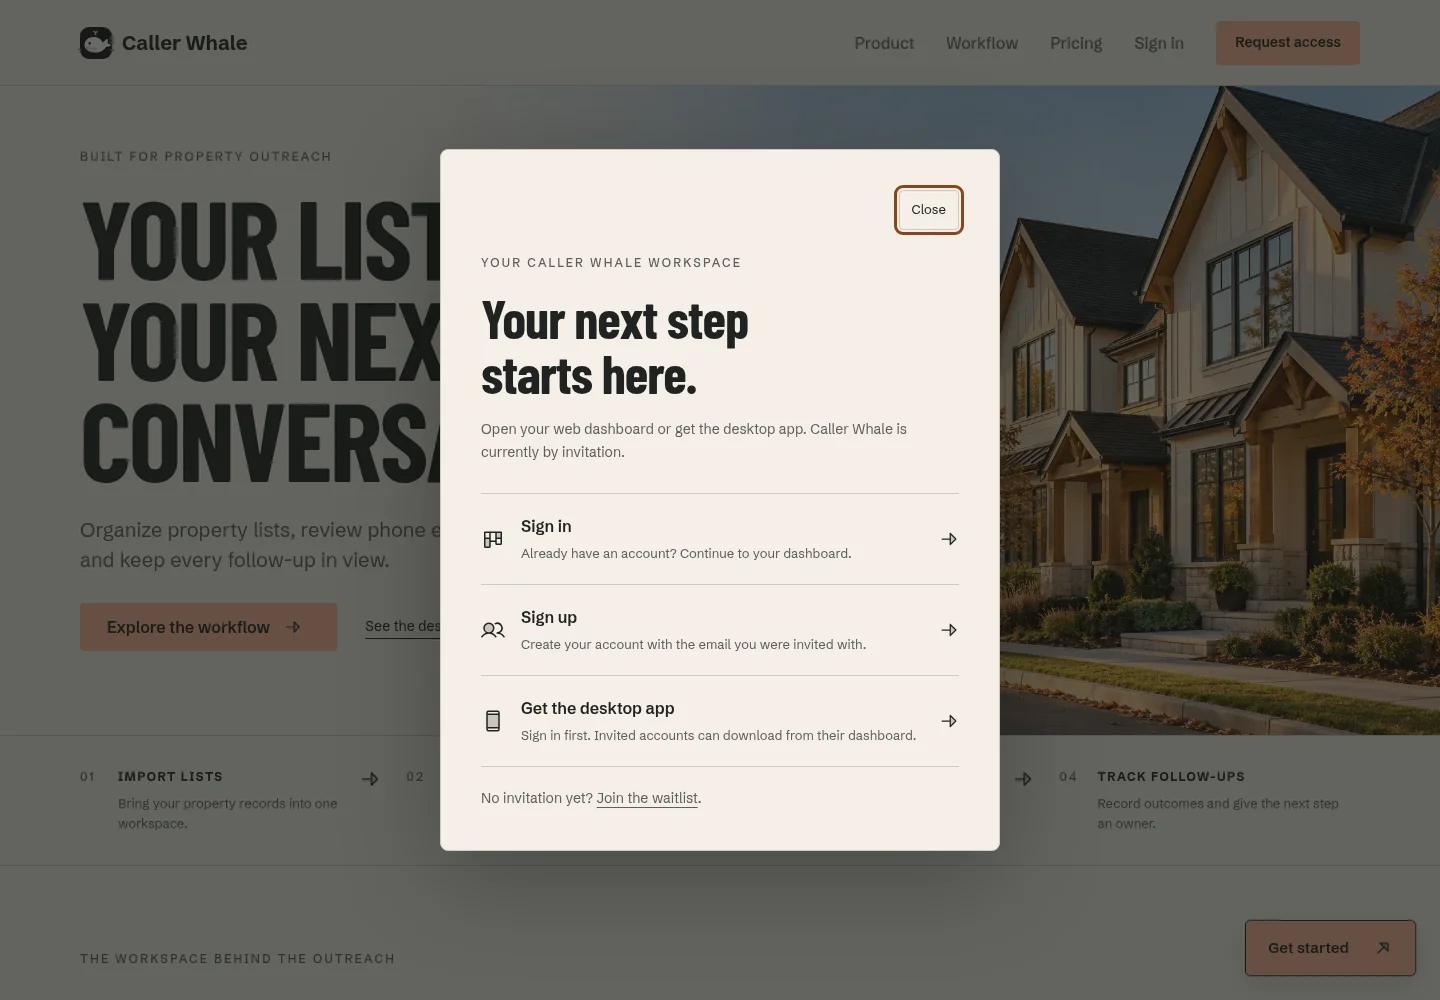 Caller Whale
Product
Workflow
Pricing
Sign in
Request access
BUILT FOR PROPERTY OUTREACH
YOUR LIST
YOUR NEX
CONVERSA
Organize property lists, review phone e
and keep every follow-up in view.
Explore the workflow
See the des
Close
YOUR CALLER WHALE WORKSPACE
Your next step
starts here.
Open your web dashboard or get the desktop app. Caller Whale is
currently by invitation.
Sign in
Already have an account? Continue to your dashboard.
Sign up
Create your account with the email you were invited with.
Get the desktop app
Sign in first. Invited accounts can download from their dashboard.
No invitation yet? Join the waitlist.
01 IMPORT LISTS
Bring your property records into one
workspace.
02
04 TRACK FOLLOW-UPS
Record outcomes and give the next step
an owner.
THE WORKSPACE BEHIND THE OUTREACH
Get started